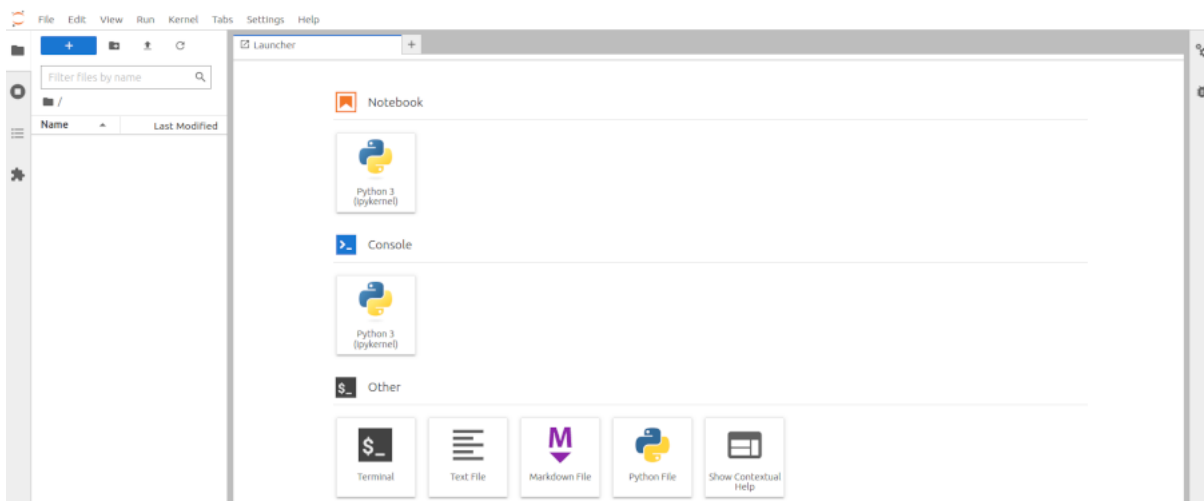 File Edit View Run Kernel Tabs Settings Help
+
Launcher
+
Filter files by name
/
Name Last Modified
Notebook
Python 3
(ipykernel)
>_ Console
Python 3
(ipykernel)
$_ Other
$_ M
Terminal Text File Markdown File Python File Show Contextual
Help